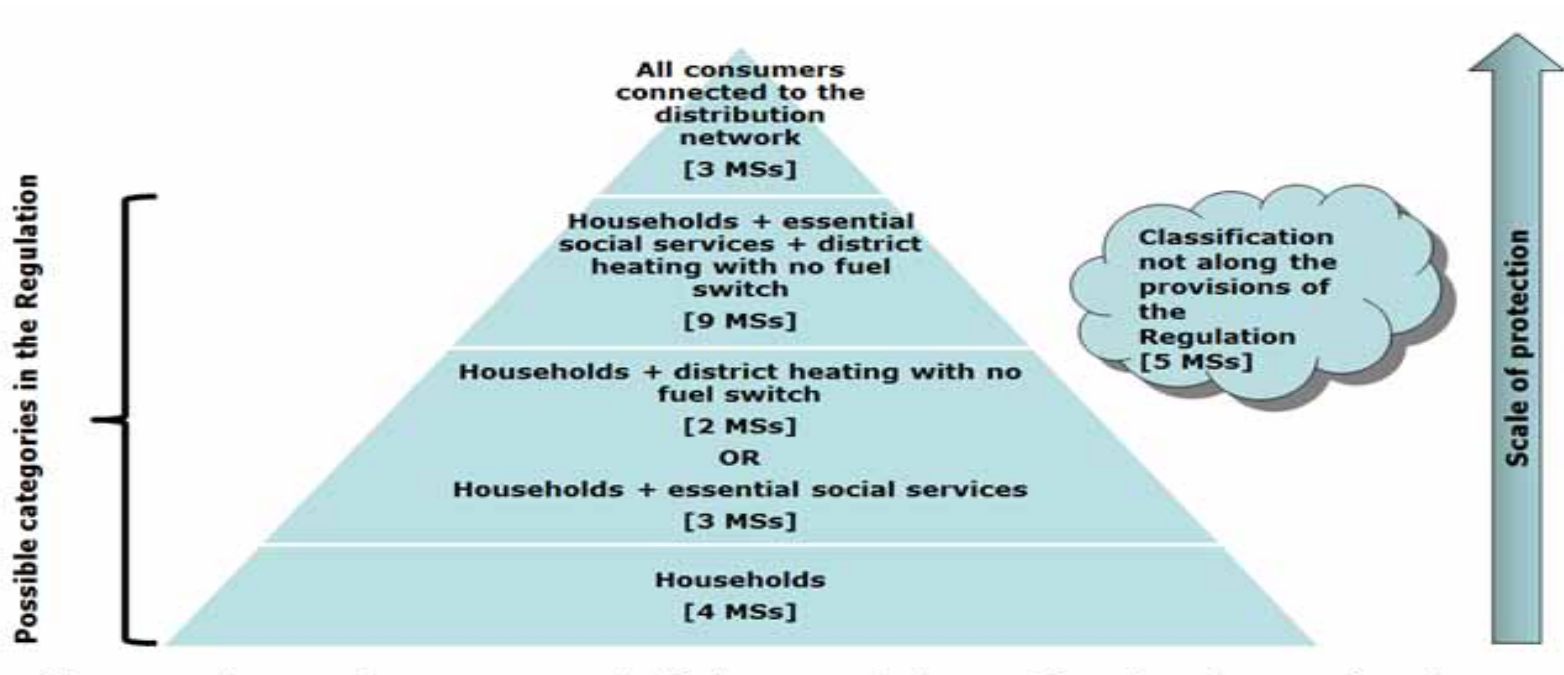 Possible categories in the Regulation
All consumers
connected to the
distribution
network
[3 MSs]
Households + essential
social services + district
heating with no fuel
switch
[9 MSs]
Households + district heating with no
fuel switch
[2 MSs]
OR
Households + essential social services
[3 MSs]
Households
[4 MSs]
Classification
not along the
provisions of
the
Regulation
[5 MSs]
Scale of protection